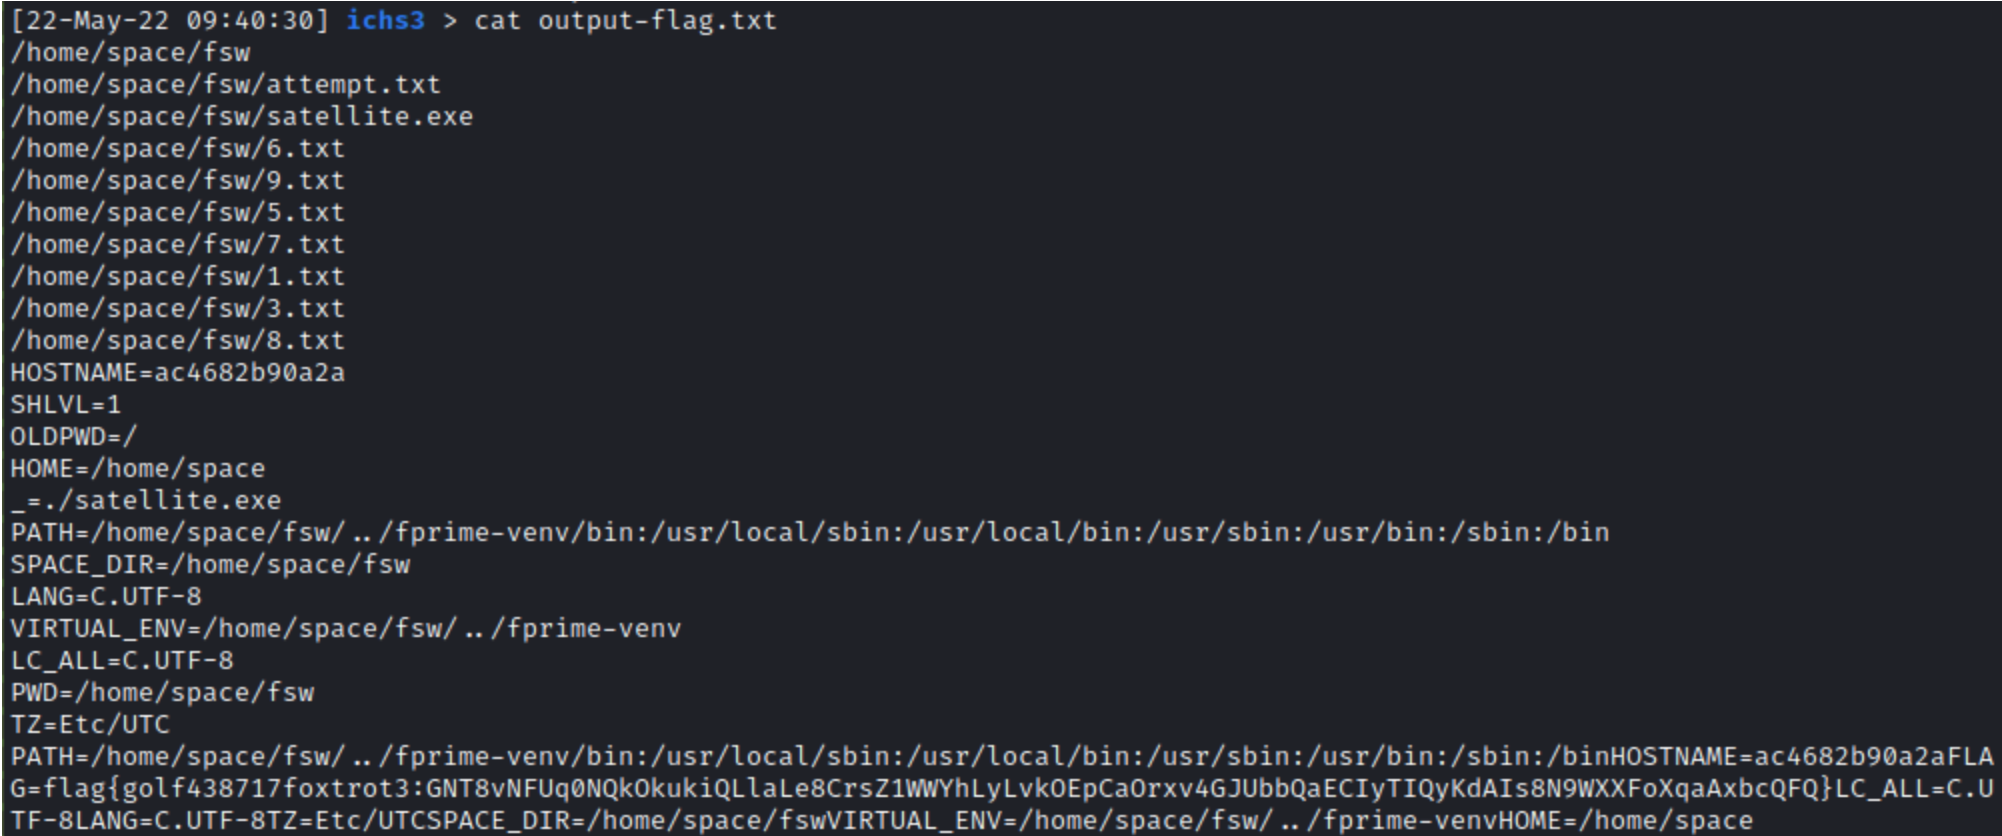 [22-May-22 09:40:30] ichs3 > cat output-flag.txt
/home/space/fsw
/home/space/fsw/attempt.txt
/home/space/fsw/satellite.exe
/home/space/fsw/6.txt
/home/space/fsw/9.txt
/home/space/fsw/5.txt
/home/space/fsw/7.txt
/home/space/fsw/1.txt
/home/space/fsw/3.txt
/home/space/fsw/8.txt
HOSTNAME=ac4682b90a2a
SHLVL=1
OLDPWD=/
HOME=/home/space
_=./satellite.exe
PATH=/home/space/fsw/../fprime-venv/bin:/usr/local/sbin:/usr/local/bin:/usr/sbin:/usr/bin:/sbin:/bin
SPACE_DIR=/home/space/fsw
LANG=C.UTF-8
VIRTUAL_ENV=/home/space/fsw/../fprime-venv
LC_ALL=C.UTF-8
PWD=/home/space/fsw
TZ=Etc/UTC
PATH=/home/space/fsw/../fprime-venv/bin:/usr/local/sbin:/usr/local/bin:/usr/sbin:/usr/bin:/sbin:/binHOSTNAME=ac4682b90a2aFLA
G=flag{golf438717foxtrot3:GNT8vNFUq0NQkOkukiQLlaLe8CrsZ1WWYhLyLvkOEpCaOrxv4GJUbbQaECIyTIQyKdAIs8N9WXXFoXqaAxbcQFQ}LC_ALL=C.U
TF-8LANG=C.UTF-8TZ=Etc/UTCSPACE_DIR=/home/space/fswVIRTUAL_ENV=/home/space/fsw/../fprime-venvHOME=/home/space